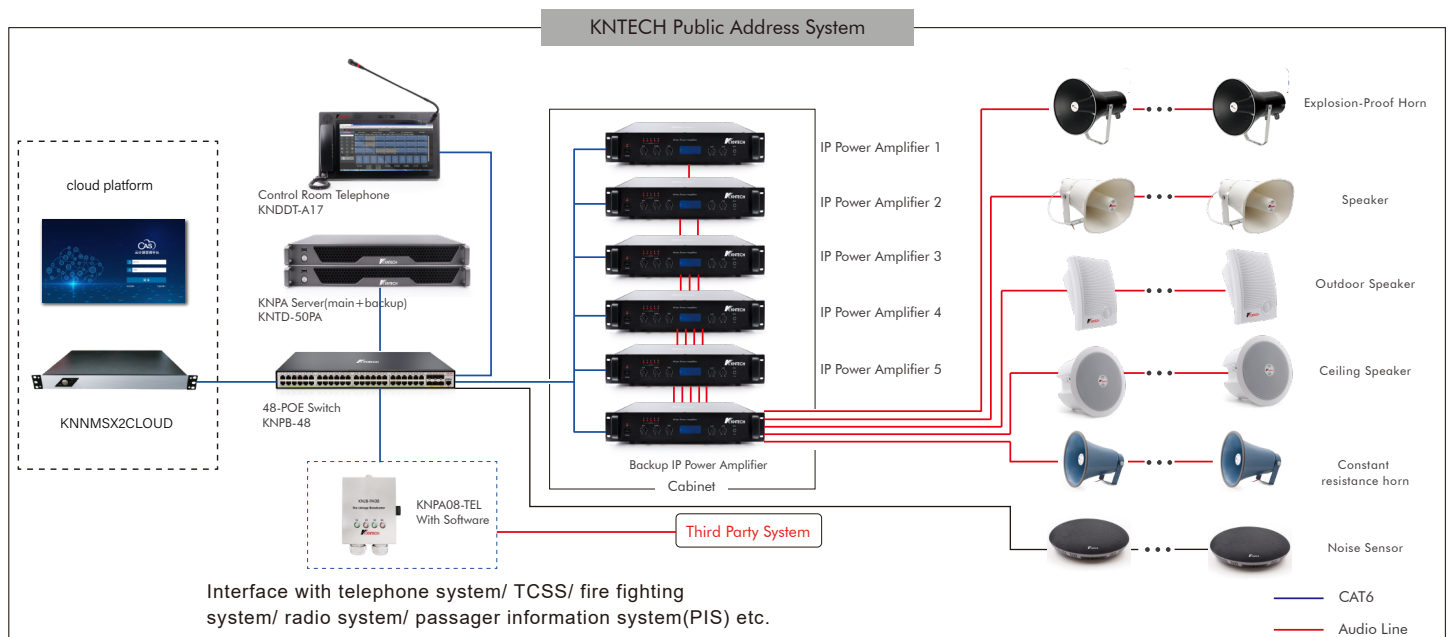 KNTECH Public Address System
cloud platform
KNNMSX2CLOUD
Control Room Telephone
KNDDT-A17
KNPA Server(main+backup)
KNTD-50PA
48-POE Switch
KNPB-48
KNPA08-TEL
With Software
Third Party System
Interface with telephone system/ TCSS/ fire fighting
system/ radio system/ passager information system(PIS) etc.
IP Power Amplifier 1
IP Power Amplifier 2
IP Power Amplifier 3
IP Power Amplifier 4
IP Power Amplifier 5
Backup IP Power Amplifier
Cabinet
Explosion-Proof Horn
Speaker
Outdoor Speaker
Ceiling Speaker
Constant
resistance horn
Noise Sensor
CAT6
Audio Line